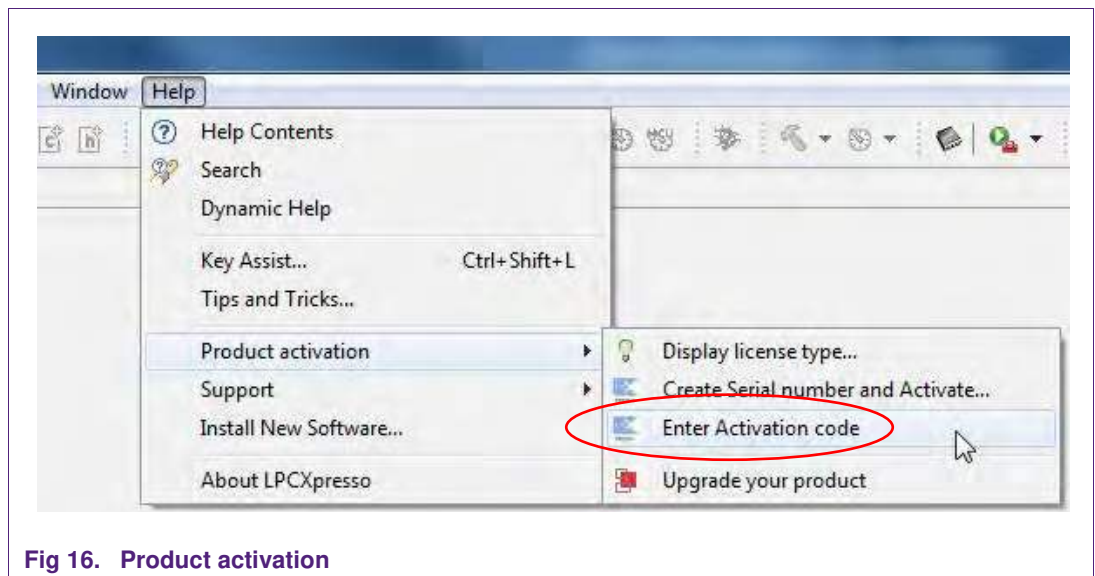 Window Help
Help Contents
Search
Dynamic Help
Key Assist... Ctrl+Shift+L
Tips and Tricks...
Product activation
Display license type...
Support
Create Serial number and Activate...
Install New Software...
Enter Activation code
About LPCXpresso
Upgrade your product
Fig 16. Product activation